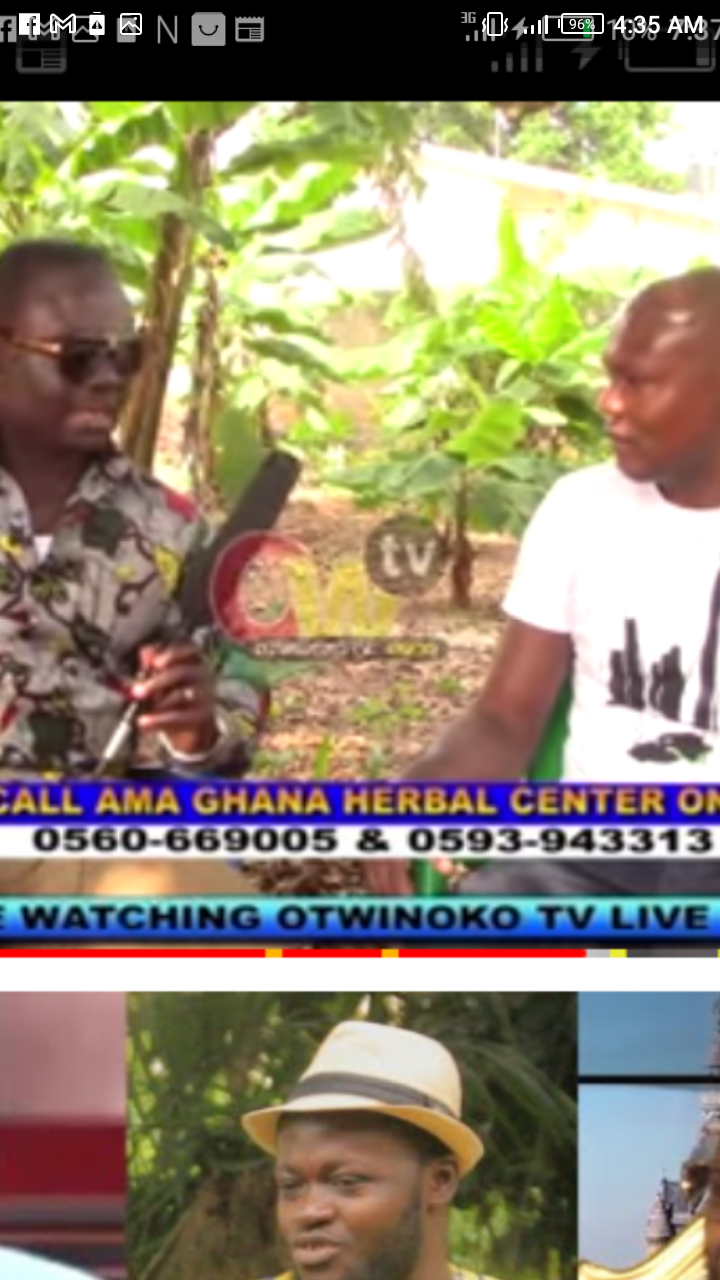 3G 96% 4:35 AM
tv
CALL AMA GHANA HERBAL CENTER ON
0560-669005 & 0593-943313
WATCHING OTWINOKO TV LIVE